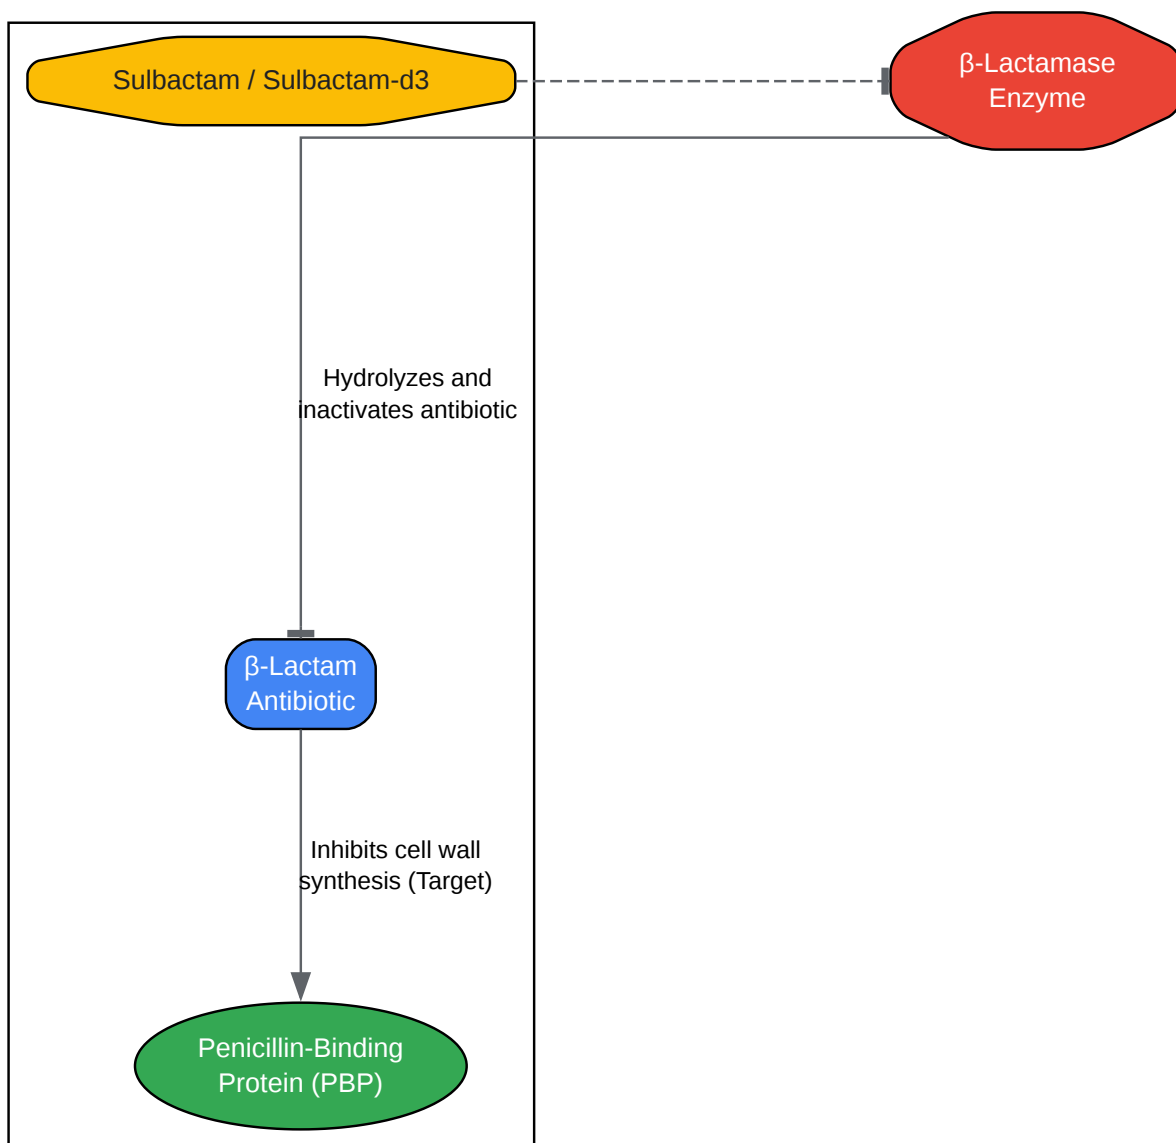 Sulbactam / Sulbactam-d3
β-Lactamase
Enzyme
Hydrolyzes and
inactivates antibiotic
β-Lactam
Antibiotic
Inhibits cell wall
synthesis (Target)
Penicillin-Binding
Protein (PBP)